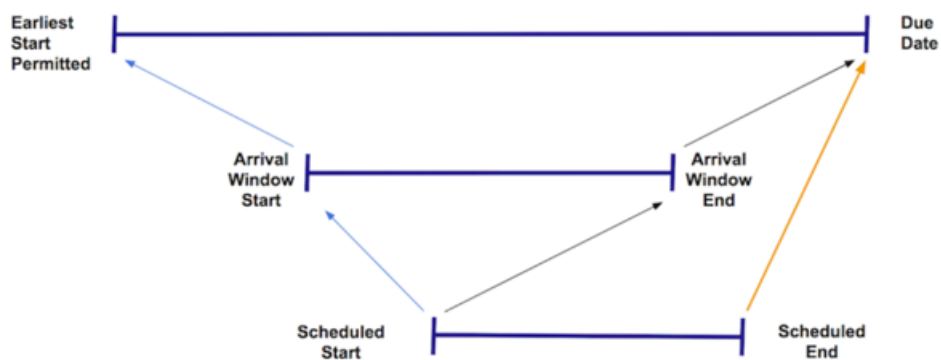 Earliest
Start
Permitted
Due
Date
Arrival
Window
Start
Arrival
Window
End
Scheduled
Start
Scheduled
End